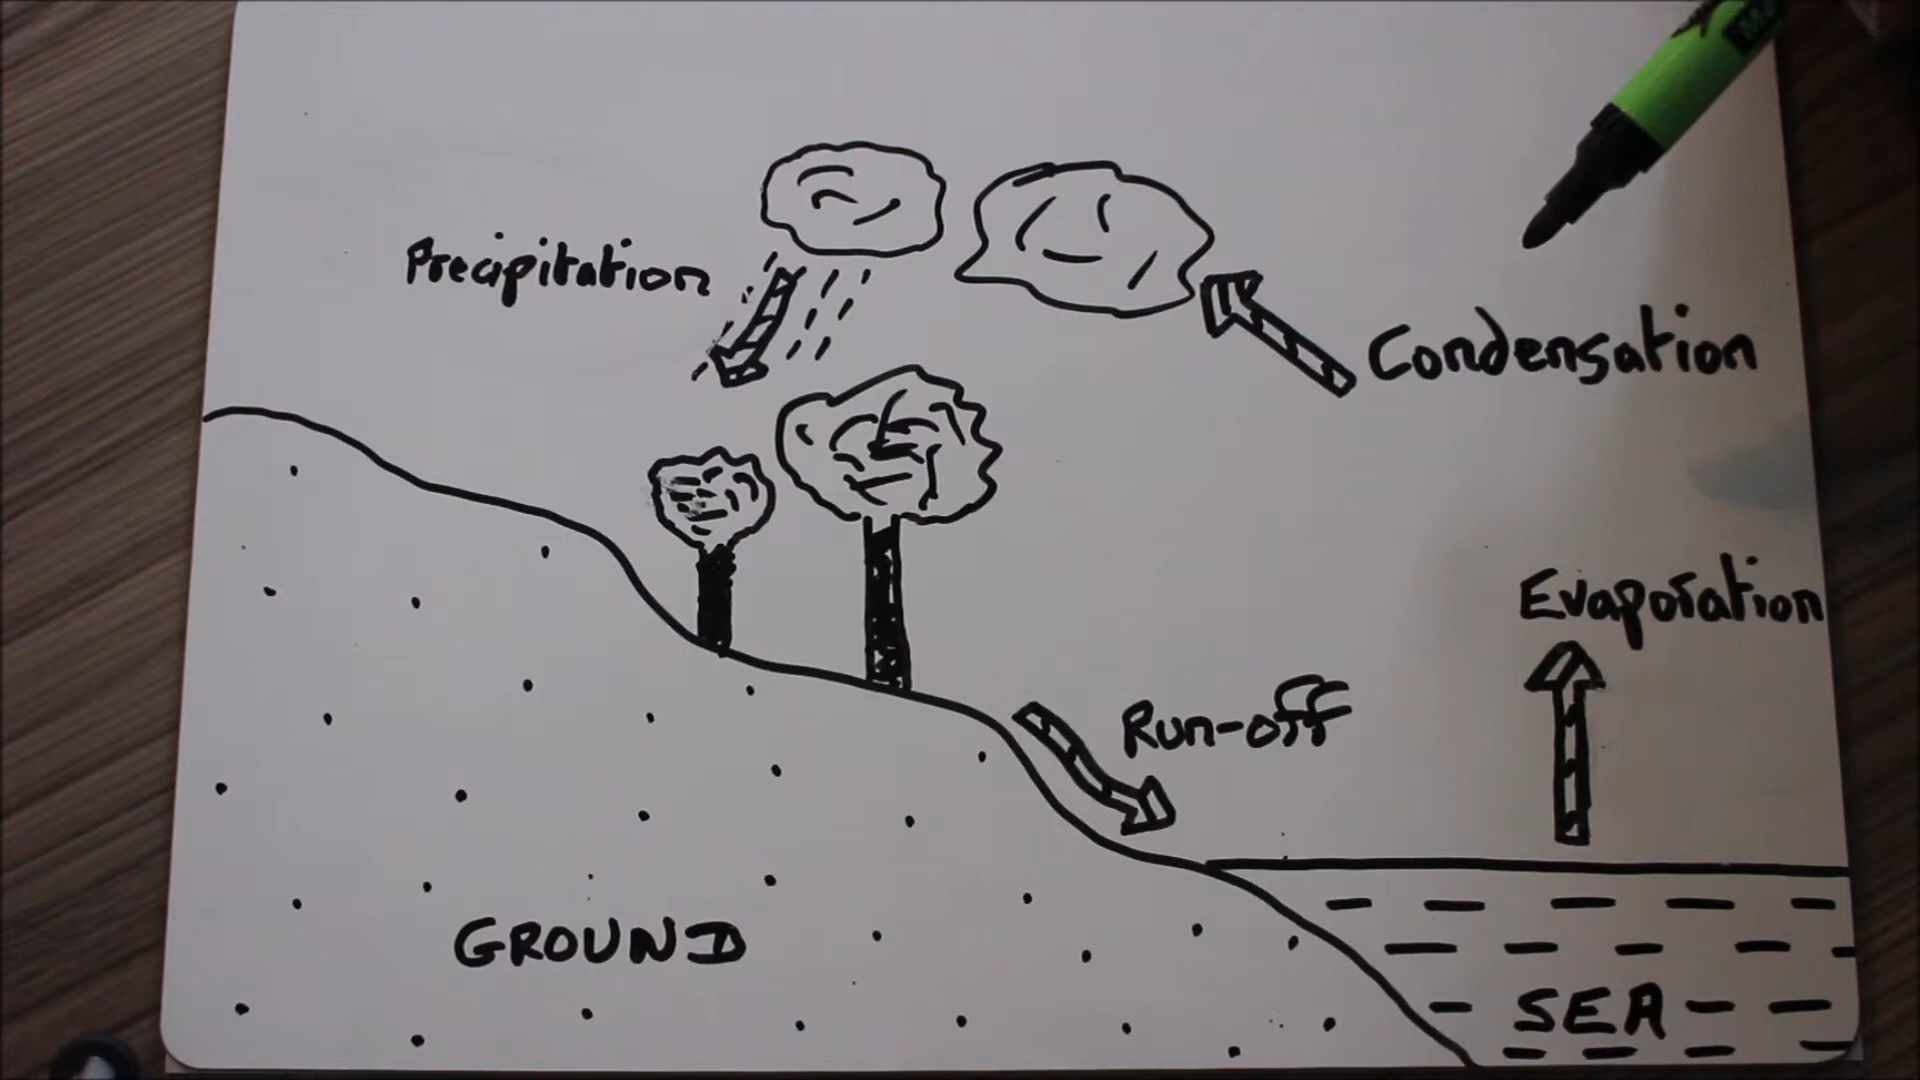 Precipitation
Condensation
Evaporation
Run-off
GROUND
SEA